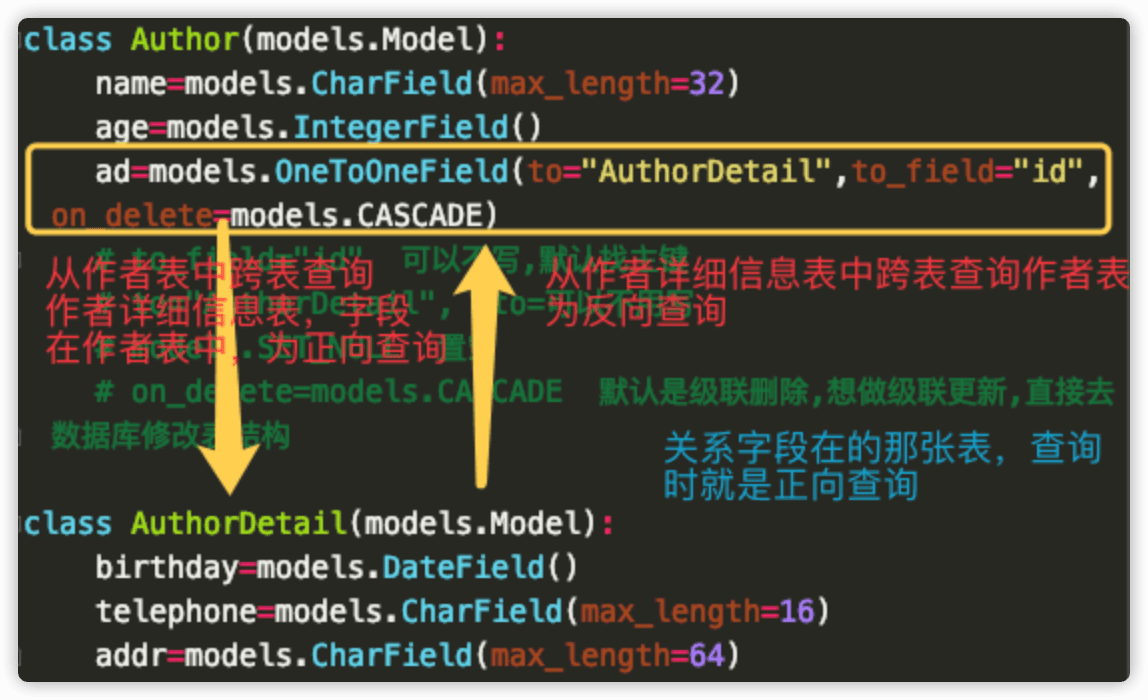 class Author(models.Model):
name=models.CharField(max_length=32)
age=models.IntegerField()
ad=models.OneToOneField(to="AuthorDetail",to_field="id",
on_delete=models.CASCADE)
# to_field="id" 可以不写,默认找主键
从作者表中跨表查询
从作者详细信息表中跨表查询作者表
to=可以不用写
作者详细信息表，字段
为反向查询
在作者表中，为正向查询
# on_delete=models.CASCADE 默认是级联删除,想做级联更新,直接去
数据库修改表结构
关系字段在的那张表，查询
时就是正向查询
class AuthorDetail(models.Model):
birthday=models.DateField()
telephone=models.CharField(max_length=16)
addr=models.CharField(max_length=64)